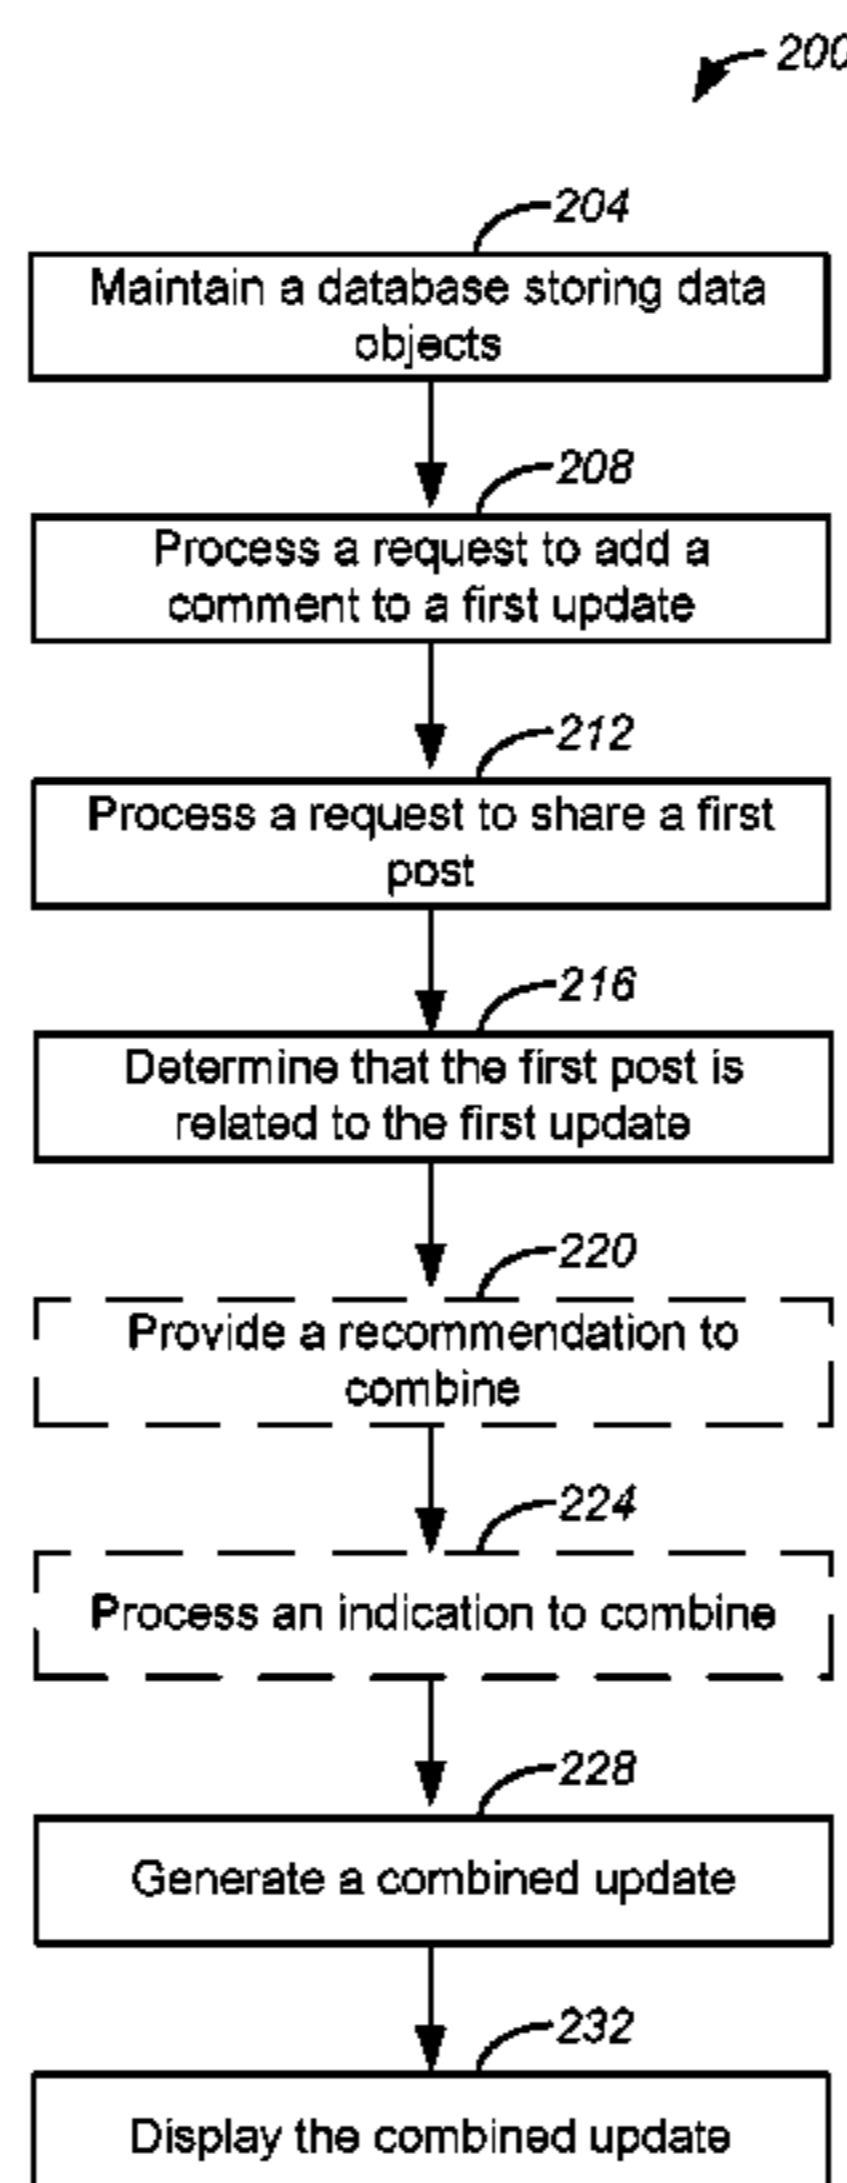 200
204
Maintain a database storing data
objects
208
Process a request to add a
comment to a first update
212
Process a request to share a first
post
216
Determine that the first post is
related to the first update
220
Provide a recommendation to
combine
224
Process an indication to combine
228
Generate a combined update
232
Display the combined update